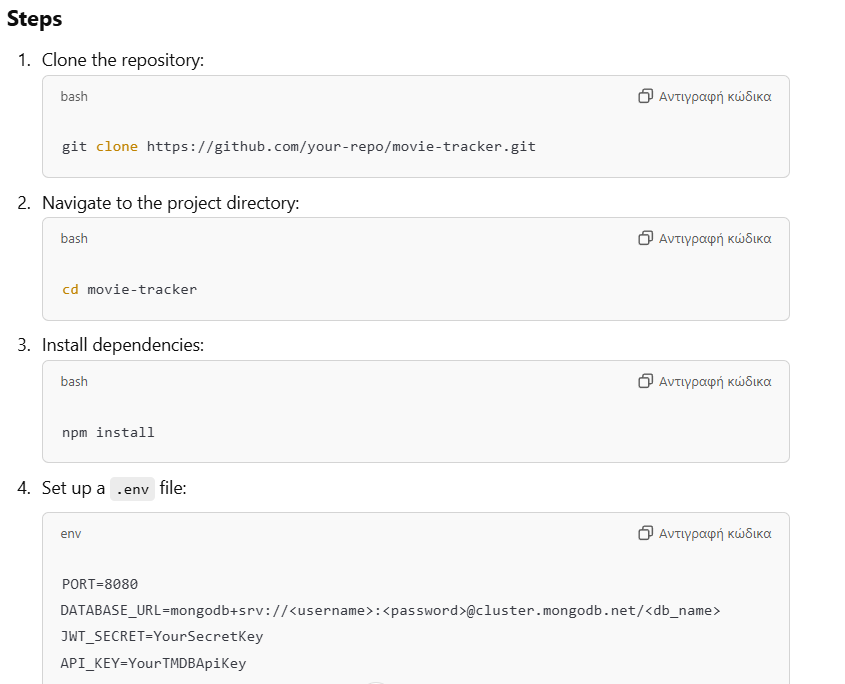 Steps
1. Clone the repository:
bash
Αντιγραφή κώδικα
git clone https://github.com/your-repo/movie-tracker.git
2. Navigate to the project directory:
bash
Αντιγραφή κώδικα
cd movie-tracker
3. Install dependencies:
bash
Αντιγραφή κώδικα
npm install
4. Set up a .env file:
env
Αντιγραφή κώδικα
PORT=8080
DATABASE_URL=mongodb+srv://<username>:<password>@cluster.mongodb.net/<db_name>
JWT_SECRET=YourSecretKey
API_KEY=YourTMDBApiKey